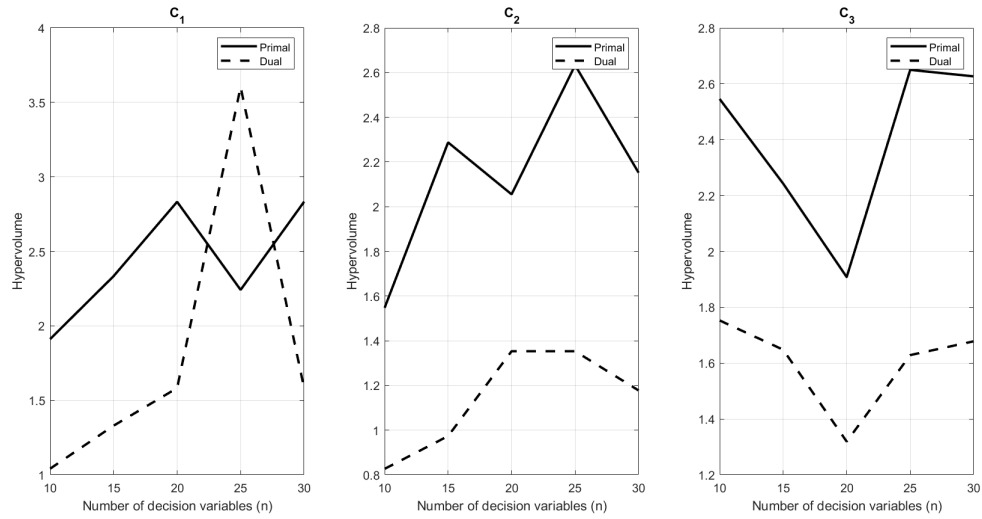 C1
Primal
Dual
4
3.5
3
2.5
2
1.5
1
10
15
20
25
30
Hypervolume
Number of decision variables (n)
C2
Primal
Dual
2.8
2.6
2.4
2.2
2
1.8
1.6
1.4
1.2
1
0.8
10
15
20
25
30
Hypervolume
Number of decision variables (n)
C3
Primal
Dual
2.8
2.6
2.4
2.2
2
1.8
1.6
1.4
1.2
10
15
20
25
30
Hypervolume
Number of decision variables (n)